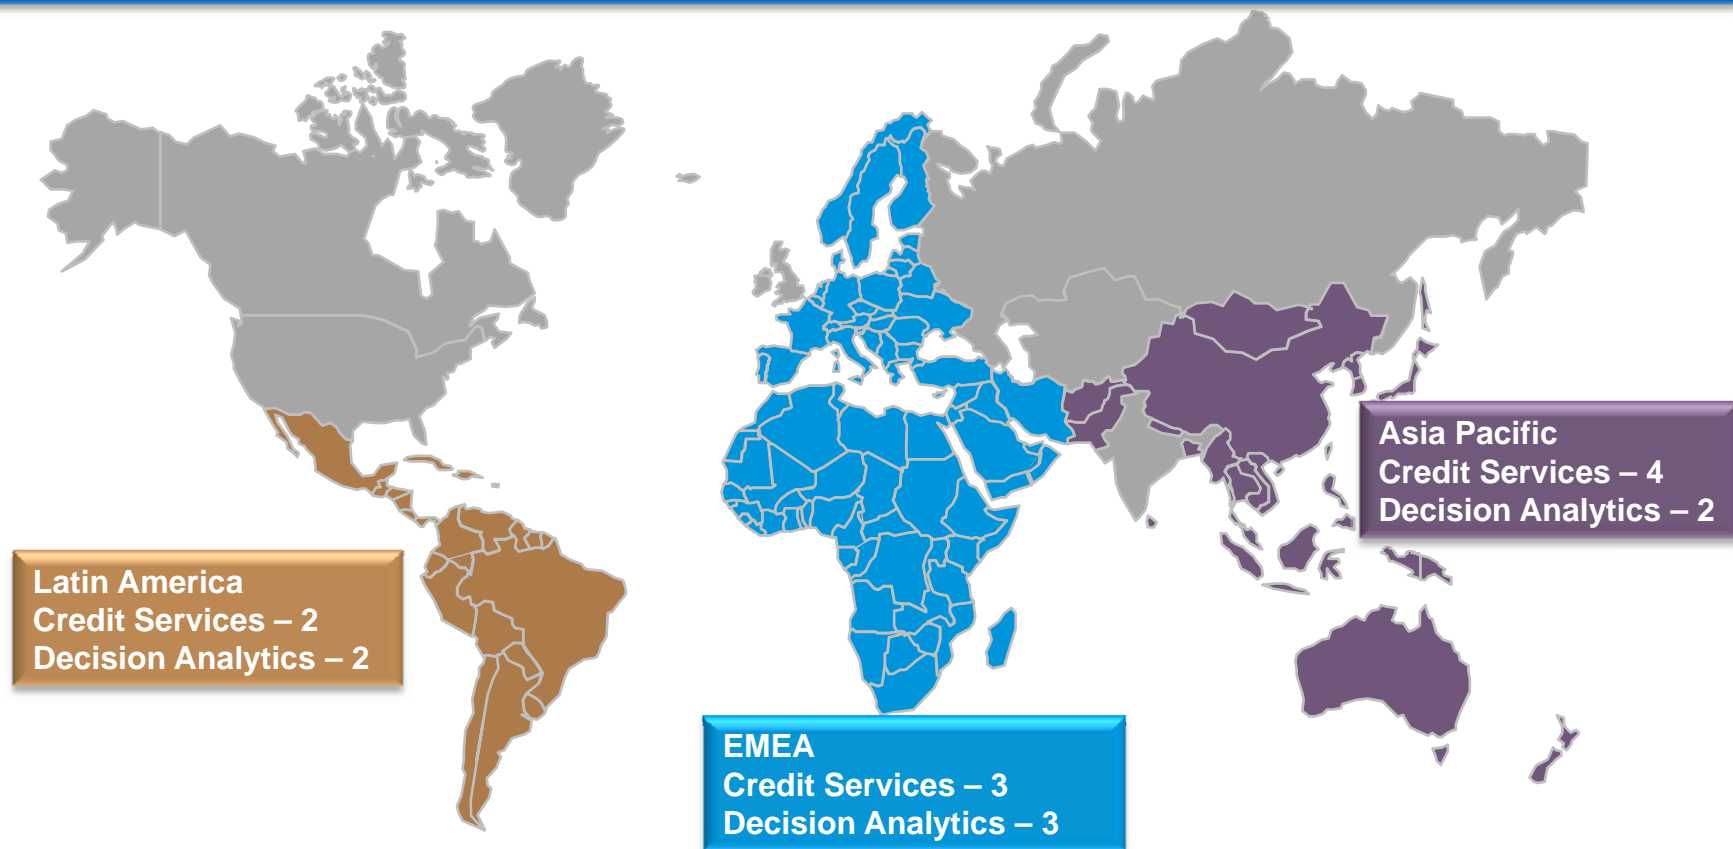 Latin America
Credit Services – 2
Decision Analytics – 2
EMEA
Credit Services – 3
Decision Analytics – 3
Asia Pacific
Credit Services – 4
Decision Analytics – 2